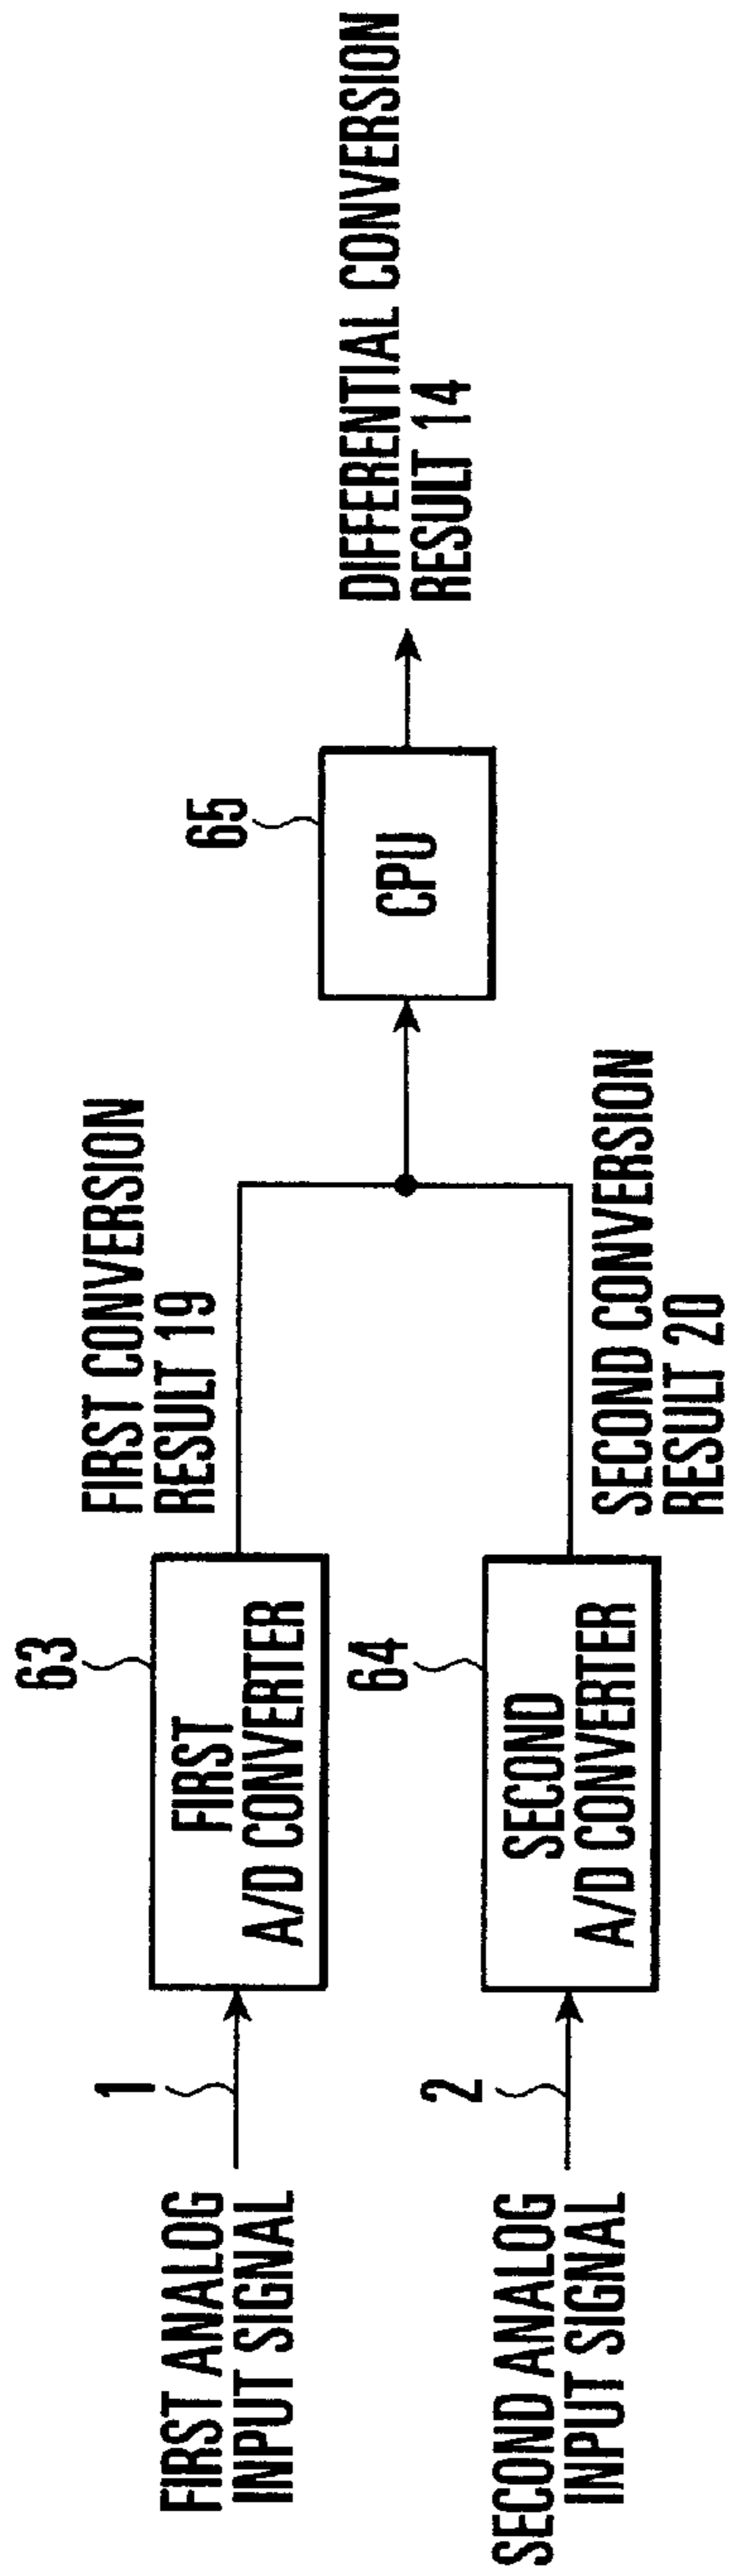 FIRST ANALOG
INPUT SIGNAL
1
63
FIRST
A/D CONVERTER
FIRST CONVERSION
RESULT 19
SECOND ANALOG
INPUT SIGNAL
2
64
SECOND
A/D CONVERTER
SECOND CONVERSION
RESULT 20
65
CPU
DIFFERENTIAL CONVERSION
RESULT 14